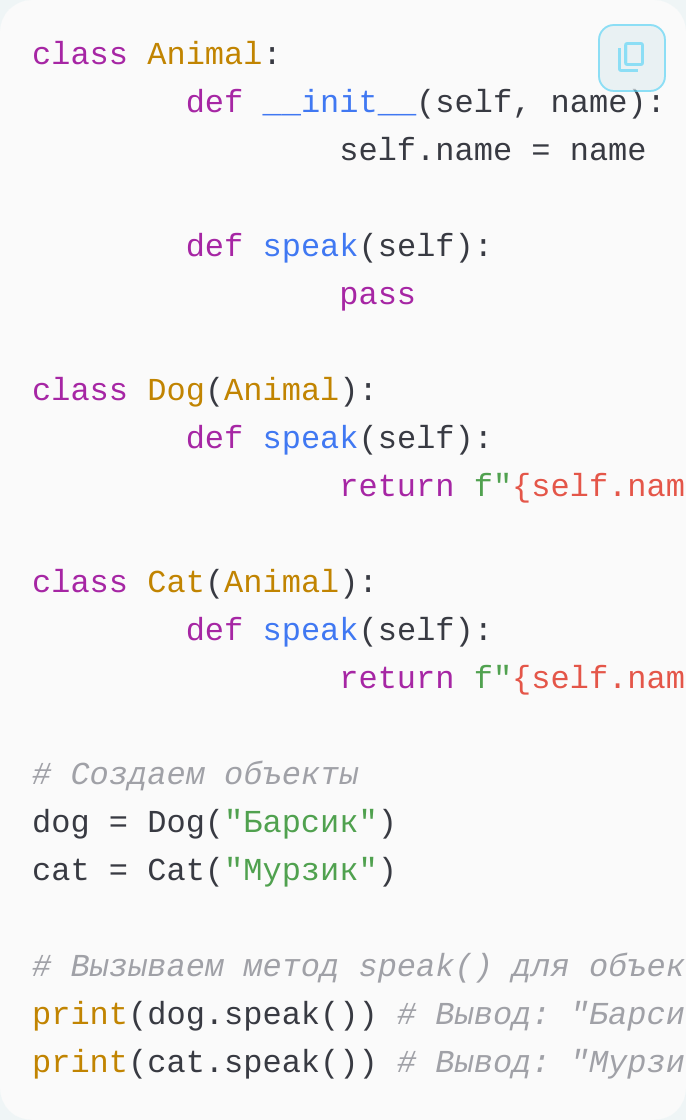 class Animal:
def __init__(self, name):
self.name = name
def speak(self):
pass
class Dog(Animal):
def speak(self):
return f"{self.nam
class Cat(Animal):
def speak(self):
return f"{self.nam
# Создаем объекты
dog = Dog("Барсик")
cat = Cat("Мурзик")
# Вызываем метод speak() для объек
print(dog.speak()) # Вывод: "Барси
print(cat.speak()) # Вывод: "Мурзи